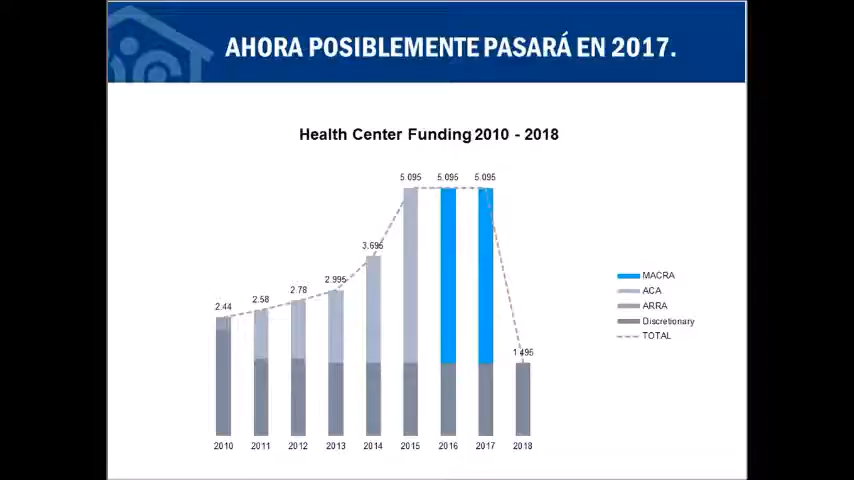 AHORA POSIBLEMENTE PASARÁ EN 2017.
Health Center Funding 2010 - 2018
5.095 5.095 5.095
3.695
2.995
2.78
2.58
2.44
1.495
MACRA
ACA
ARRA
Discretionary
TOTAL
2010 2011 2012 2013 2014 2015 2016 2017 2018